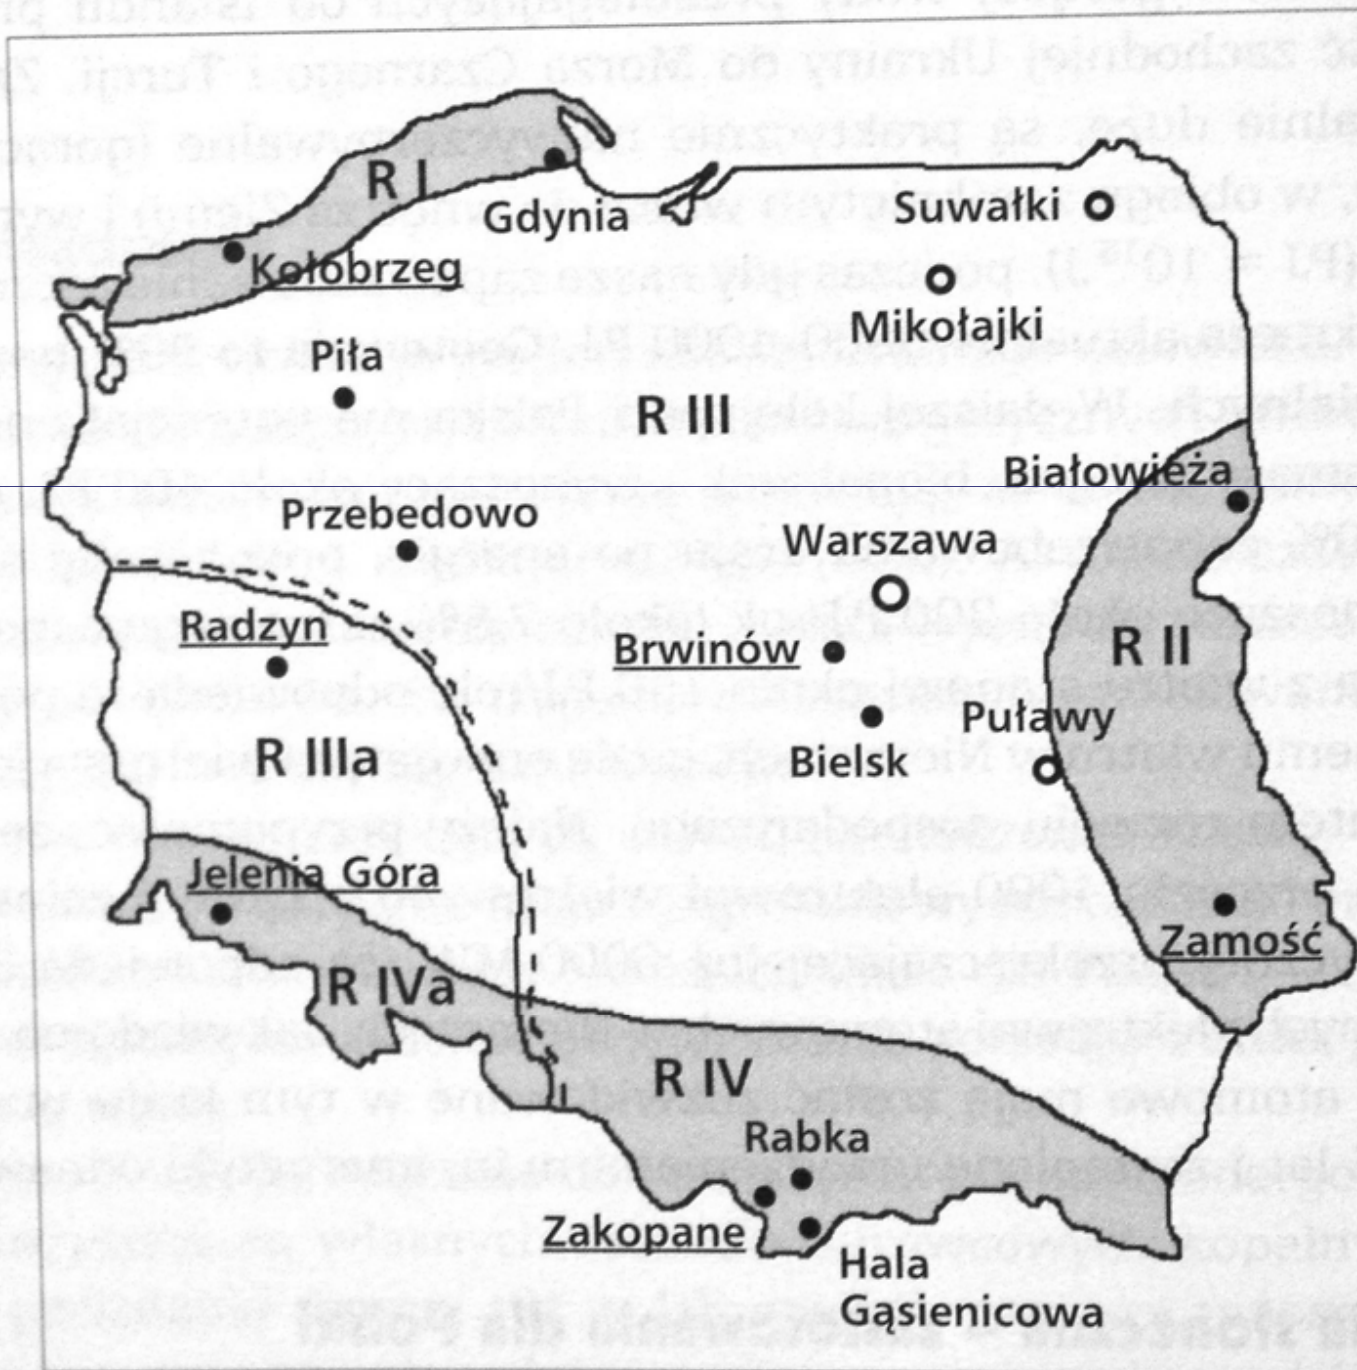 R I
Gdynia
Kołobrzeg
Suwałki
Mikołajki
Piła
R III
Białowieża
Przebedowo
Warszawa
Radzyn
Brwinów
R II
Puławy
R IIIa
Bielsk
Jelenia Góra
Zamość
R IVa
R IV
Rabka
Zakopane
Hala
Gąsienicowa